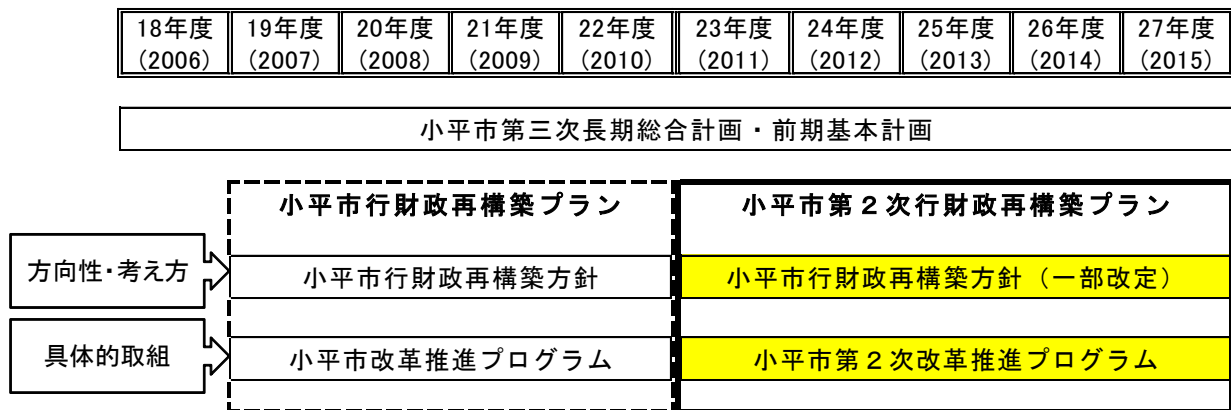 18年度 19年度 20年度 21年度 22年度 23年度 24年度 25年度 26年度 27年度
（2006） （2007） （2008） （2009） （2010） （2011） （2012） （2013） （2014） （2015）
小平市第三次長期総合計画・前期基本計画
小平市行財政再構築プラン 小平市第２次行財政再構築プラン
方向性・考え方 小平市行財政再構築方針 小平市行財政再構築方針（一部改定）
具体的取組 小平市改革推進プログラム 小平市第２次改革推進プログラム